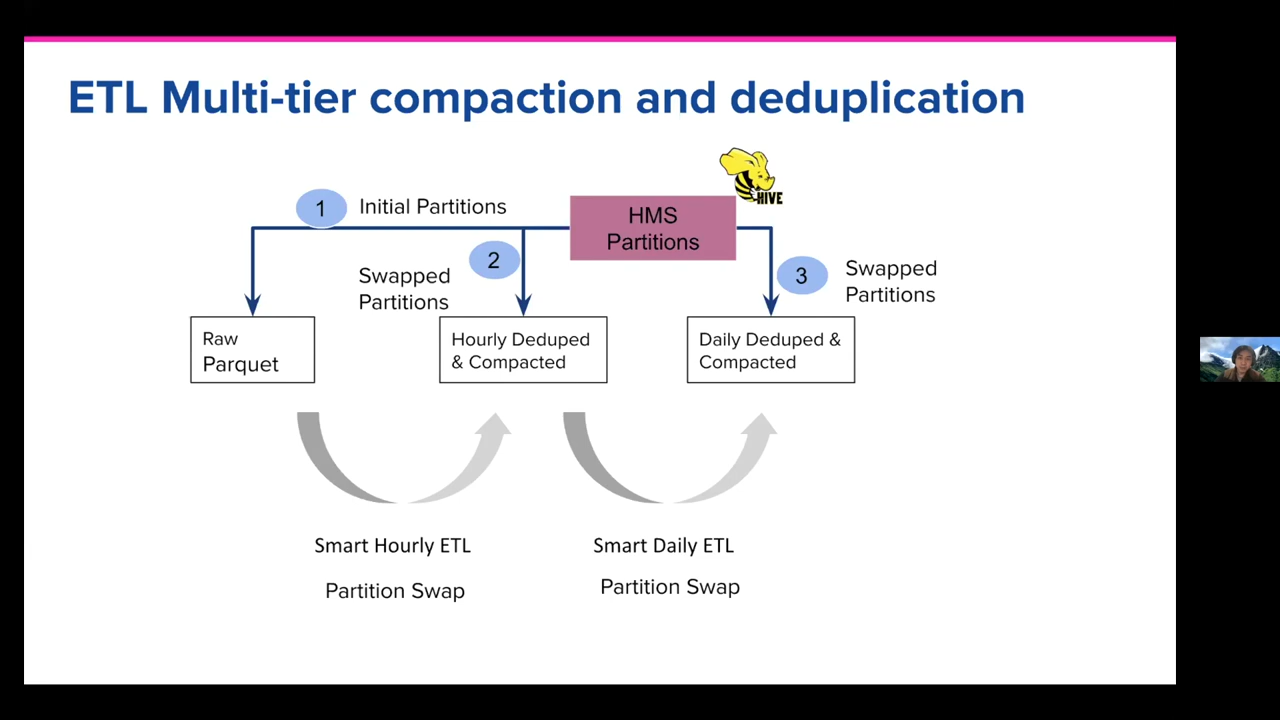 ETL Multi-tier compaction and deduplication
HIVE
1
Initial Partitions
HMS
Partitions
2
Swapped
Partitions
3
Swapped
Partitions
Raw
Parquet
Hourly Deduped
& Compacted
Daily Deduped &
Compacted
Smart Hourly ETL
Partition Swap
Smart Daily ETL
Partition Swap